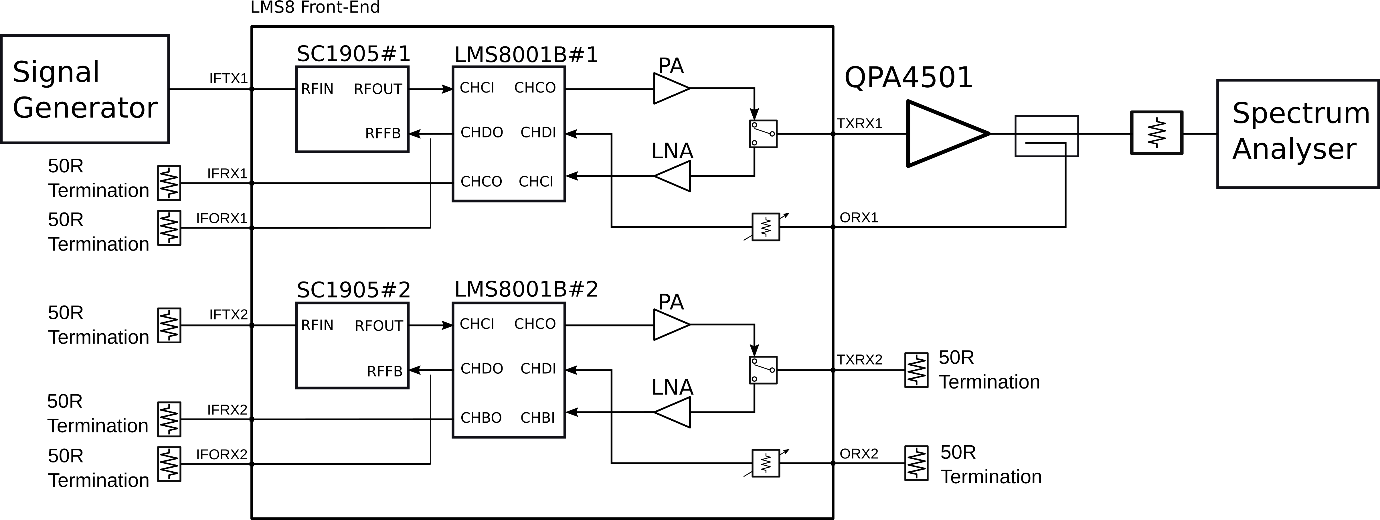 LMS8 Front-End
Signal
Generator
IFTX1
SC1905#1
RFIN
RFOUT
RFFB
LMS8001B#1
CHCI
CHCO
CHDO
CHDI
CHCO
CHCI
PA
LNA
TXRX1
QPA4501
Spectrum
Analyser
50R
Termination
IFRX1
50R
Termination
IFORX1
ORX1
SC1905#2
RFIN
RFOUT
RFFB
LMS8001B#2
CHCI
CHCO
CHDO
CHDI
CHBO
CHBI
PA
LNA
50R
Termination
IFTX2
TXRX2
50R
Termination
50R
Termination
IFRX2
50R
Termination
IFORX2
ORX2
50R
Termination